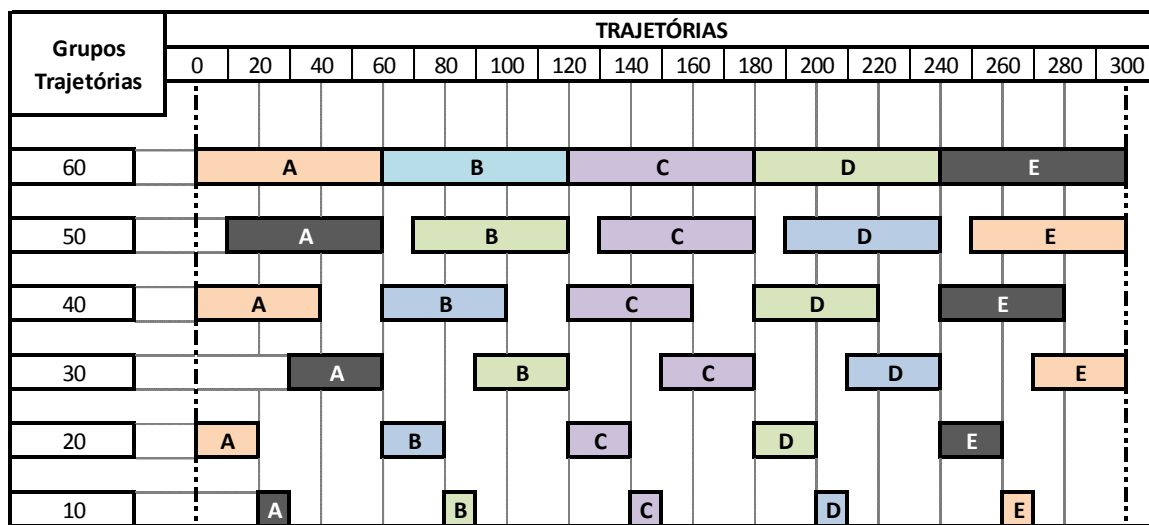 Grupos
Trajetórias
TRAJETÓRIAS
0 20 40 60 80 100 120 140 160 180 200 220 240 260 280 300
60 A B C D E
50 A B C D E
40 A B C D E
30 A B C D E
20 A B C D E
10 A B C D E